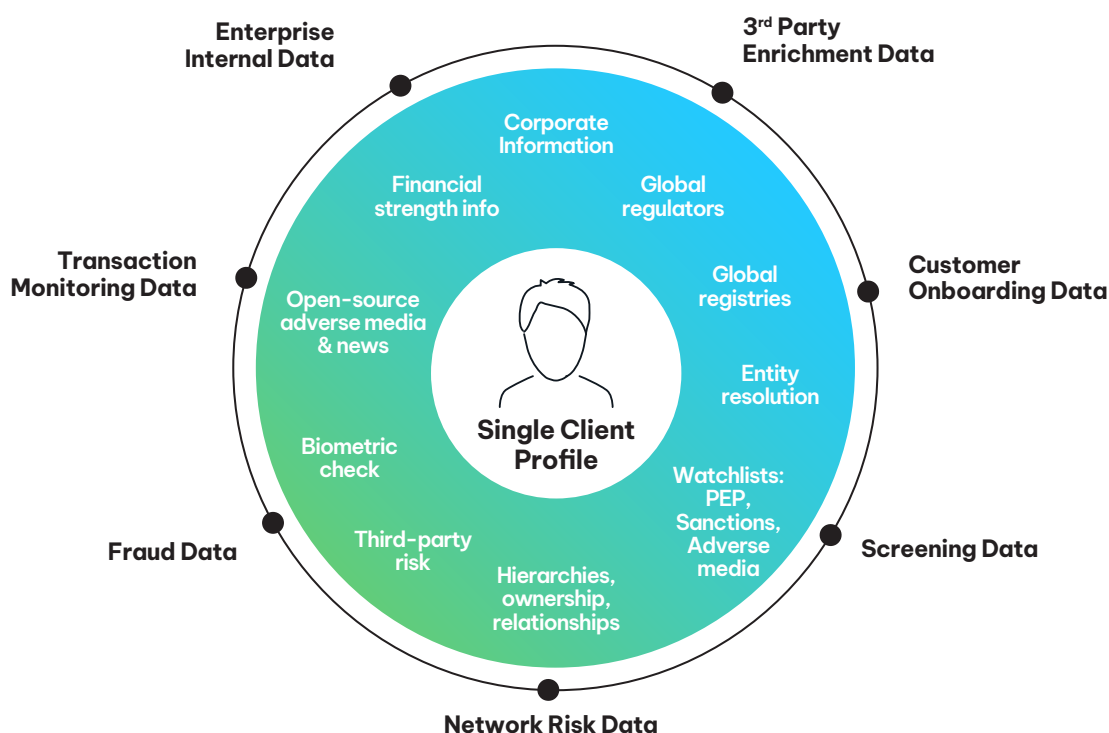 Enterprise
Internal Data
3rd Party
Enrichment Data
Corporate
Information
Financial
strength info
Global
regulators
Transaction
Monitoring Data
Customer
Onboarding Data
Global
registries
Open-source
adverse media
& news
Entity
resolution
Single Client
Profile
Biometric
check
Watchlists:
PEP,
Sanctions,
Adverse
media
Third-party
risk
Fraud Data
Screening Data
Hierarchies,
ownership,
relationships
Network Risk Data